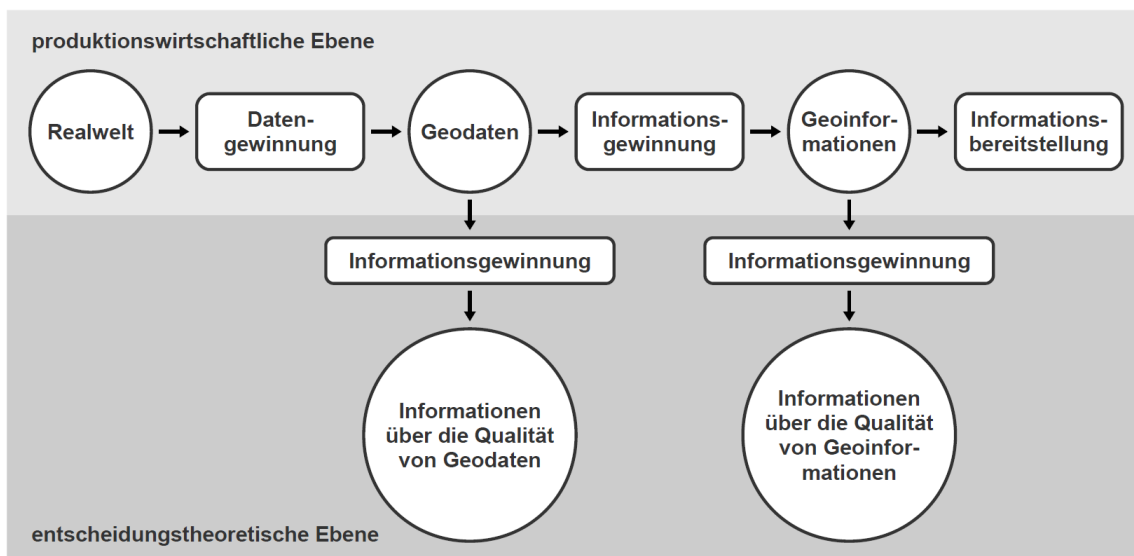 produktionswirtschaftliche Ebene
Realwelt
Daten-
gewinnung
Geodaten
Informations-
gewinnung
Geoinfor-
mationen
Informations-
bereitstellung
Informationsgewinnung
Informationsgewinnung
Informationen
über die Qualität
von Geodaten
Informationen
über die Qualität
von Geoinfor-
mationen
entscheidungstheoretische Ebene